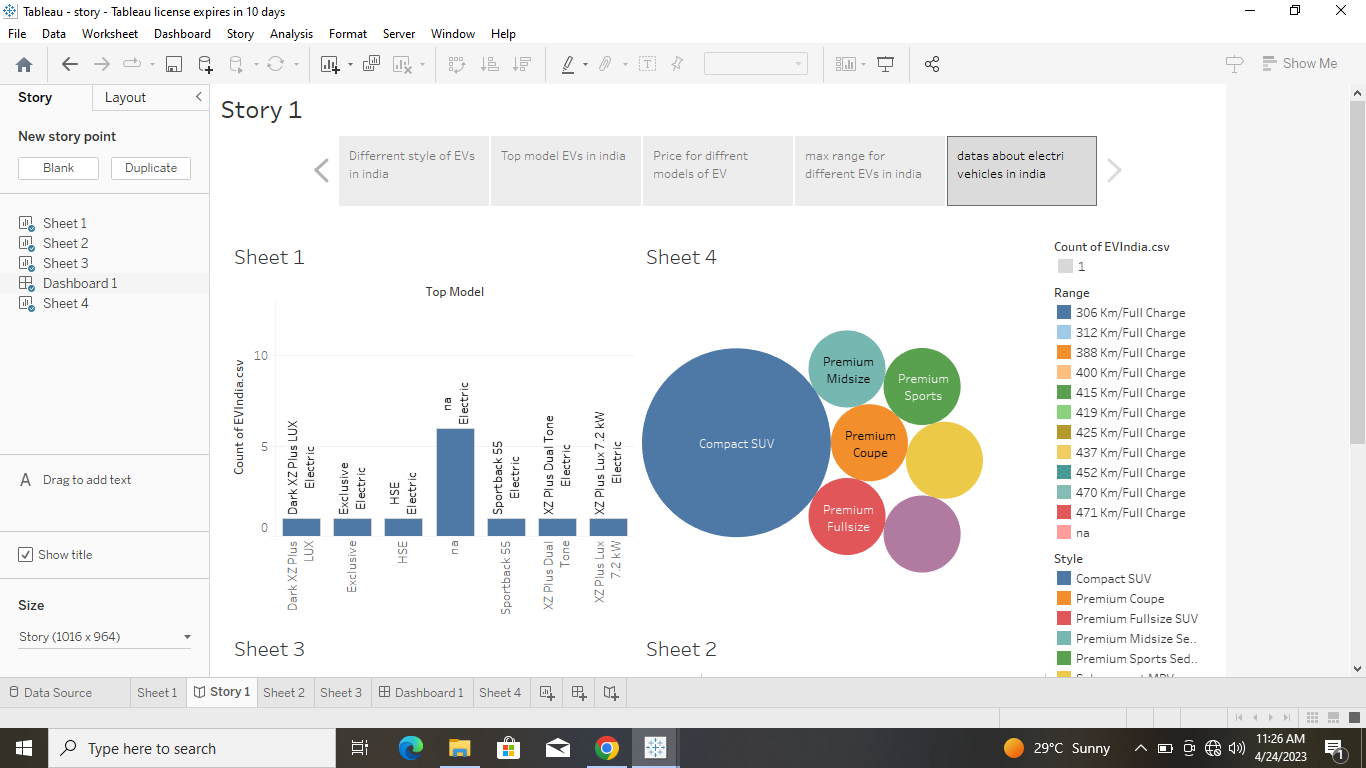 Tableau - story - Tableau license expires in 10 days
File Data Worksheet Dashboard Story Analysis Format Server Window Help
Show Me
Story
Layout
New story point
Blank
Duplicate
Sheet 1
Sheet 2
Sheet 3
Dashboard 1
Sheet 4
A Drag to add text
Show title
Size
Story (1016 x 964)
Story 1
Differrent style of EVs
in india
Top model EVs in india
Price for diffrent
models of EV
max range for
different EVs in india
datas about electri
vehicles in india
Sheet 1
Top Model
Count of EVIndia.csv
10
5
0
Dark XZ Plus LUX
Electric
Exclusive
Electric
HSE
Electric
na
Electric
Sportback 55
Electric
XZ Plus Dual Tone
Electric
XZ Plus Lux 7.2 kW
Electric
Dark XZ Plus
LUX
Exclusive
HSE
na
Sportback 55
XZ Plus Dual
Tone
XZ Plus Lux
7.2 kW
Sheet 4
Compact SUV
Premium
Midsize
Premium
Sports
Premium
Coupe
Premium
Fullsize
Count of EVIndia.csv
1
Range
306 Km/Full Charge
312 Km/Full Charge
388 Km/Full Charge
400 Km/Full Charge
415 Km/Full Charge
419 Km/Full Charge
425 Km/Full Charge
437 Km/Full Charge
452 Km/Full Charge
470 Km/Full Charge
471 Km/Full Charge
na
Style
Compact SUV
Premium Coupe
Premium Fullsize SUV
Premium Midsize Se..
Premium Sports Sed..
Sheet 3
Sheet 2
Data Source
Sheet 1
Story 1
Sheet 2
Sheet 3
Dashboard 1
Sheet 4
Type here to search
29°C Sunny
11:26 AM
4/24/2023
1